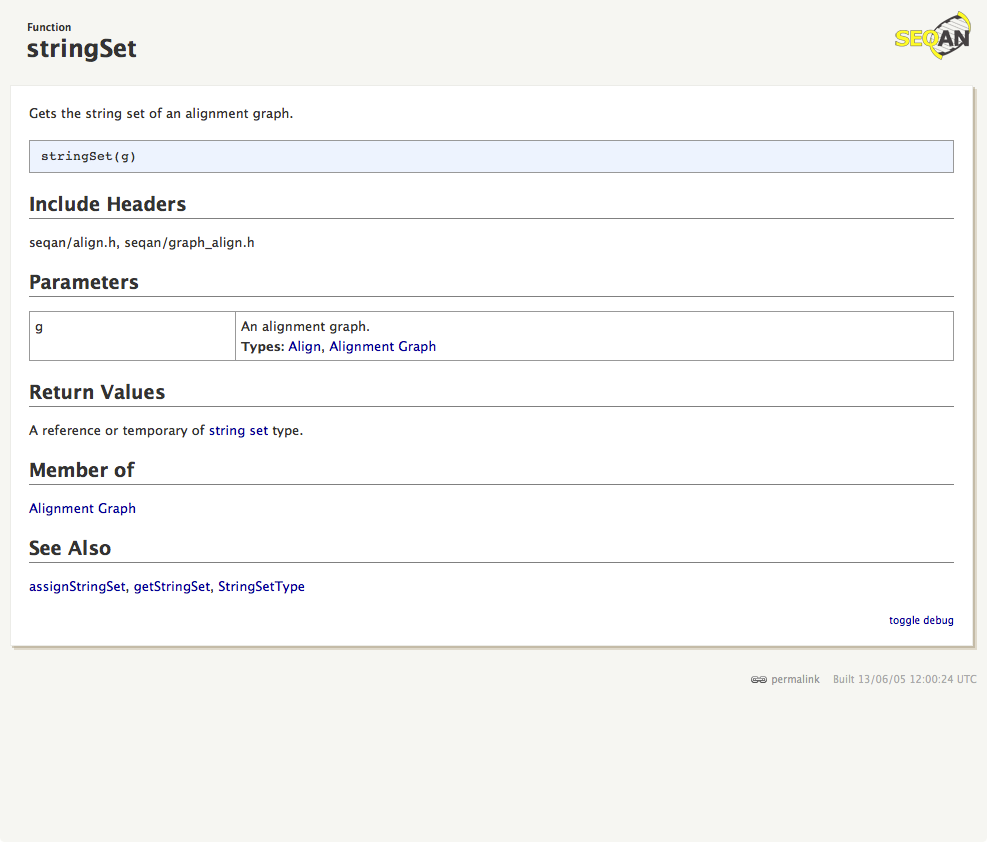 Function
stringSet
SEQAN
Gets the string set of an alignment graph.
stringSet(g)
Include Headers
seqan/align.h, seqan/graph_align.h
Parameters
g
An alignment graph.
Types: Align, Alignment Graph
Return Values
A reference or temporary of string set type.
Member of
Alignment Graph
See Also
assignStringSet, getStringSet, StringSetType
toggle debug
permalink Built 13/06/05 12:00:24 UTC